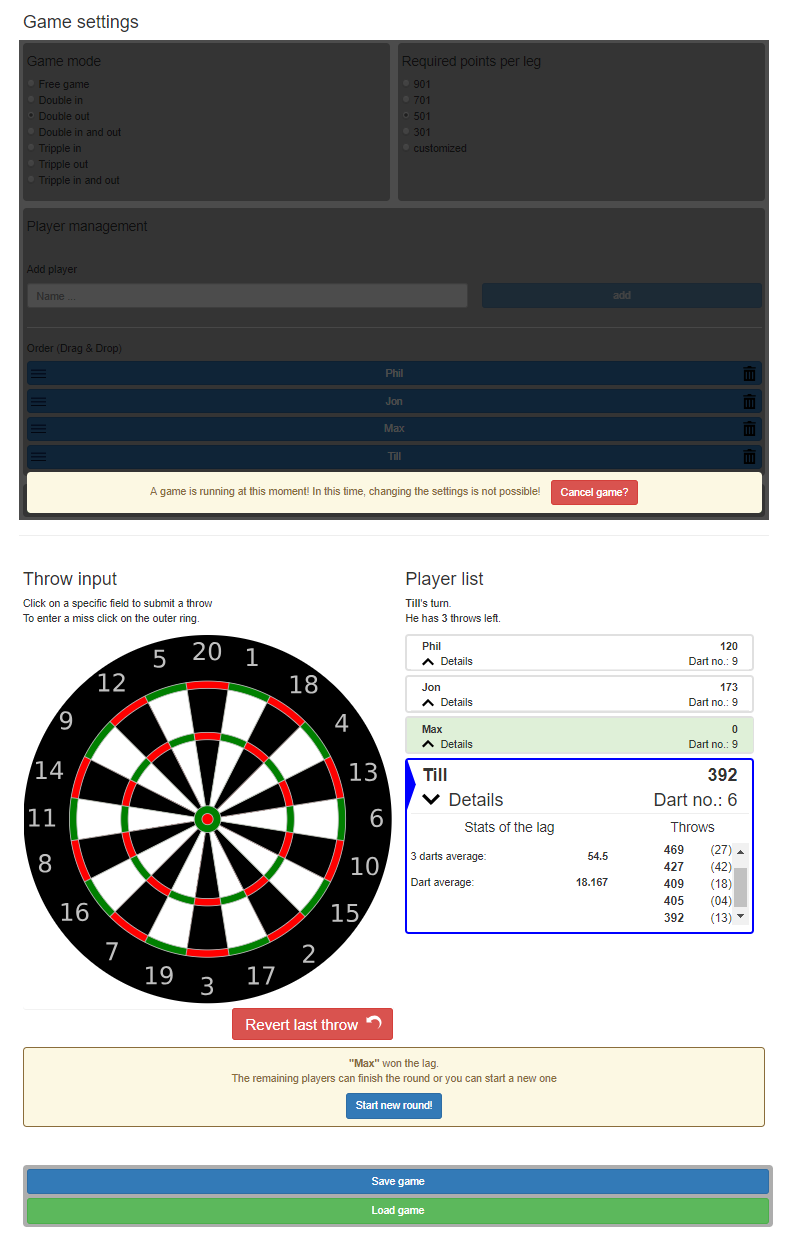 Game settings
Game mode
Free game
Double in
Double out
Double in and out
Tripple in
Tripple out
Tripple in and out
Required points per leg
901
701
501
301
customized
Player management
Add player
Name ...
add
Order (Drag & Drop)
Phil
Jon
Max
Till
A game is running at this moment! In this time, changing the settings is not possible!
Cancel game?
Throw input
Click on a specific field to submit a throw
To enter a miss click on the outer ring.
20
1
18
4
13
6
10
15
2
17
3
19
7
16
8
11
14
9
12
5
Revert last throw
Player list
Till's turn.
He has 3 throws left.
Phil 120
Details Dart no.: 9
Jon 173
Details Dart no.: 9
Max 0
Details Dart no.: 9
Till 392
Details Dart no.: 6
Stats of the lag
3 darts average: 54.5
Dart average: 18.167
Throws
469 (27)
427 (42)
409 (18)
405 (04)
392 (13)
"Max" won the lag.
The remaining players can finish the round or you can start a new one
Start new round!
Save game
Load game